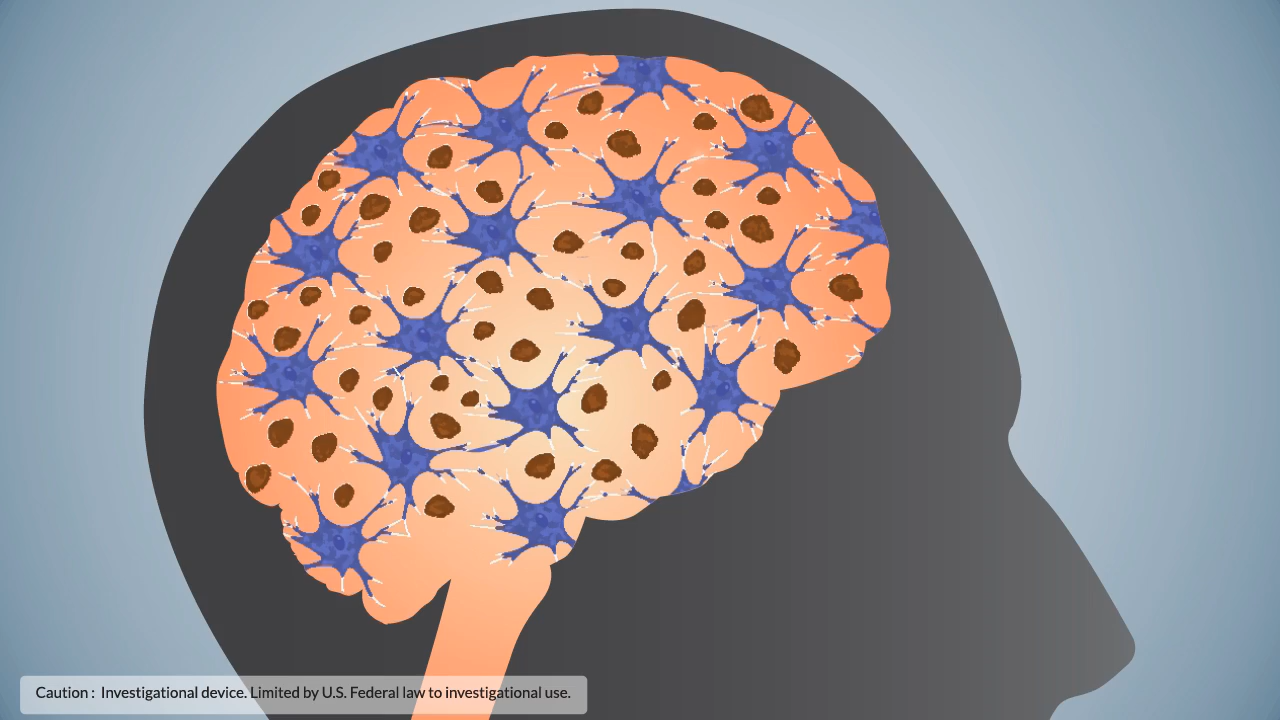 Caution :  Investigational device. Limited by U.S. Federal law to investigational use.